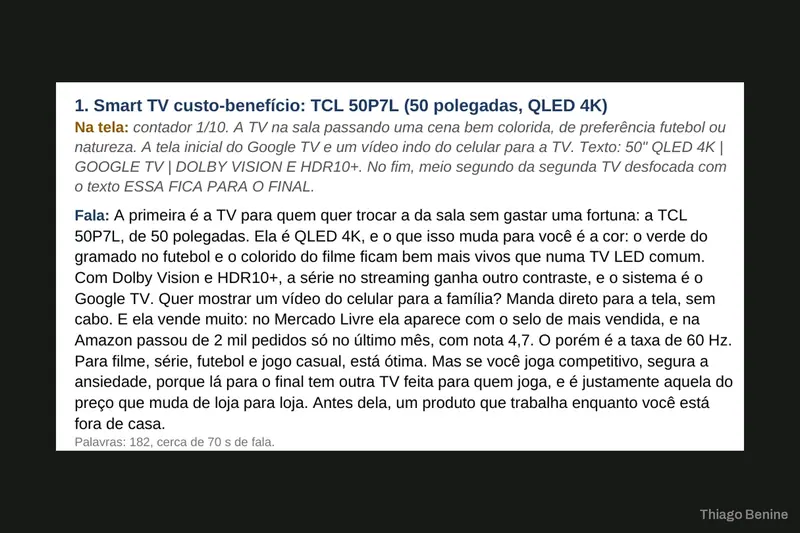 1. Smart TV custo-benefício: TCL 50P7L (50 polegadas, QLED 4K)
Na tela: contador 1/10. A TV na sala passando uma cena bem colorida, de preferência futebol ou
natureza. A tela inicial do Google TV e um vídeo indo do celular para a TV. Texto: 50" QLED 4K |
GOOGLE TV | DOLBY VISION E HDR10+. No fim, meio segundo da segunda TV desfocada com
o texto ESSA FICA PARA O FINAL.
Fala: A primeira é a TV para quem quer trocar a da sala sem gastar uma fortuna: a TCL
50P7L, de 50 polegadas. Ela é QLED 4K, e o que isso muda para você é a cor: o verde do
gramado no futebol e o colorido do filme ficam bem mais vivos que numa TV LED comum.
Com Dolby Vision e HDR10+, a série no streaming ganha outro contraste, e o sistema é o
Google TV. Quer mostrar um vídeo do celular para a família? Manda direto para a tela, sem
cabo. E ela vende muito: no Mercado Livre ela aparece com o selo de mais vendida, e na
Amazon passou de 2 mil pedidos só no último mês, com nota 4,7. O porém é a taxa de 60 Hz.
Para filme, série, futebol e jogo casual, está ótima. Mas se você joga competitivo, segura a
ansiedade, porque lá para o final tem outra TV feita para quem joga, e é justamente aquela do
preço que muda de loja para loja. Antes dela, um produto que trabalha enquanto você está
fora de casa.
Palavras: 182, cerca de 70 s de fala.
Thiago Benine